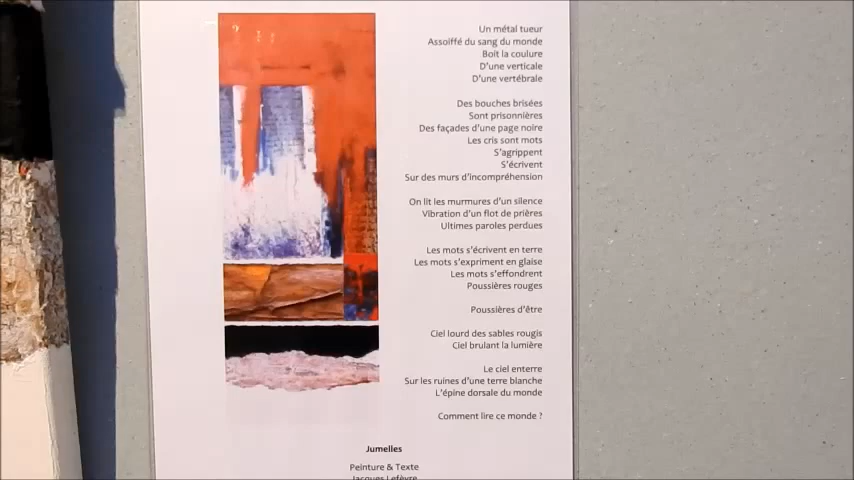 Un métal tueur
Assoiffé du sang du monde
Boit la coulure
D'une verticale
D'une vertébrale
Des bouches brisées
Sont prisonnières
Des façades d'une page noire
Les cris sont mots
S'agrippent
S'écrivent
Sur des murs d'incompréhension
On lit les murmures d'un silence
Vibration d'un flot de prières
Ultimes paroles perdues
Les mots s'écrivent en terre
Les mots s'expriment en glaise
Les mots s'effondrent
Poussières rouges
Poussières d'être
Ciel lourd des sables rougis
Ciel brulant la lumière
Le ciel enterre
Sur les ruines d'une terre blanche
L'épine dorsale du monde
Comment lire ce monde ?
Jumelles
Peinture & Texte
Jacques Lefèvre